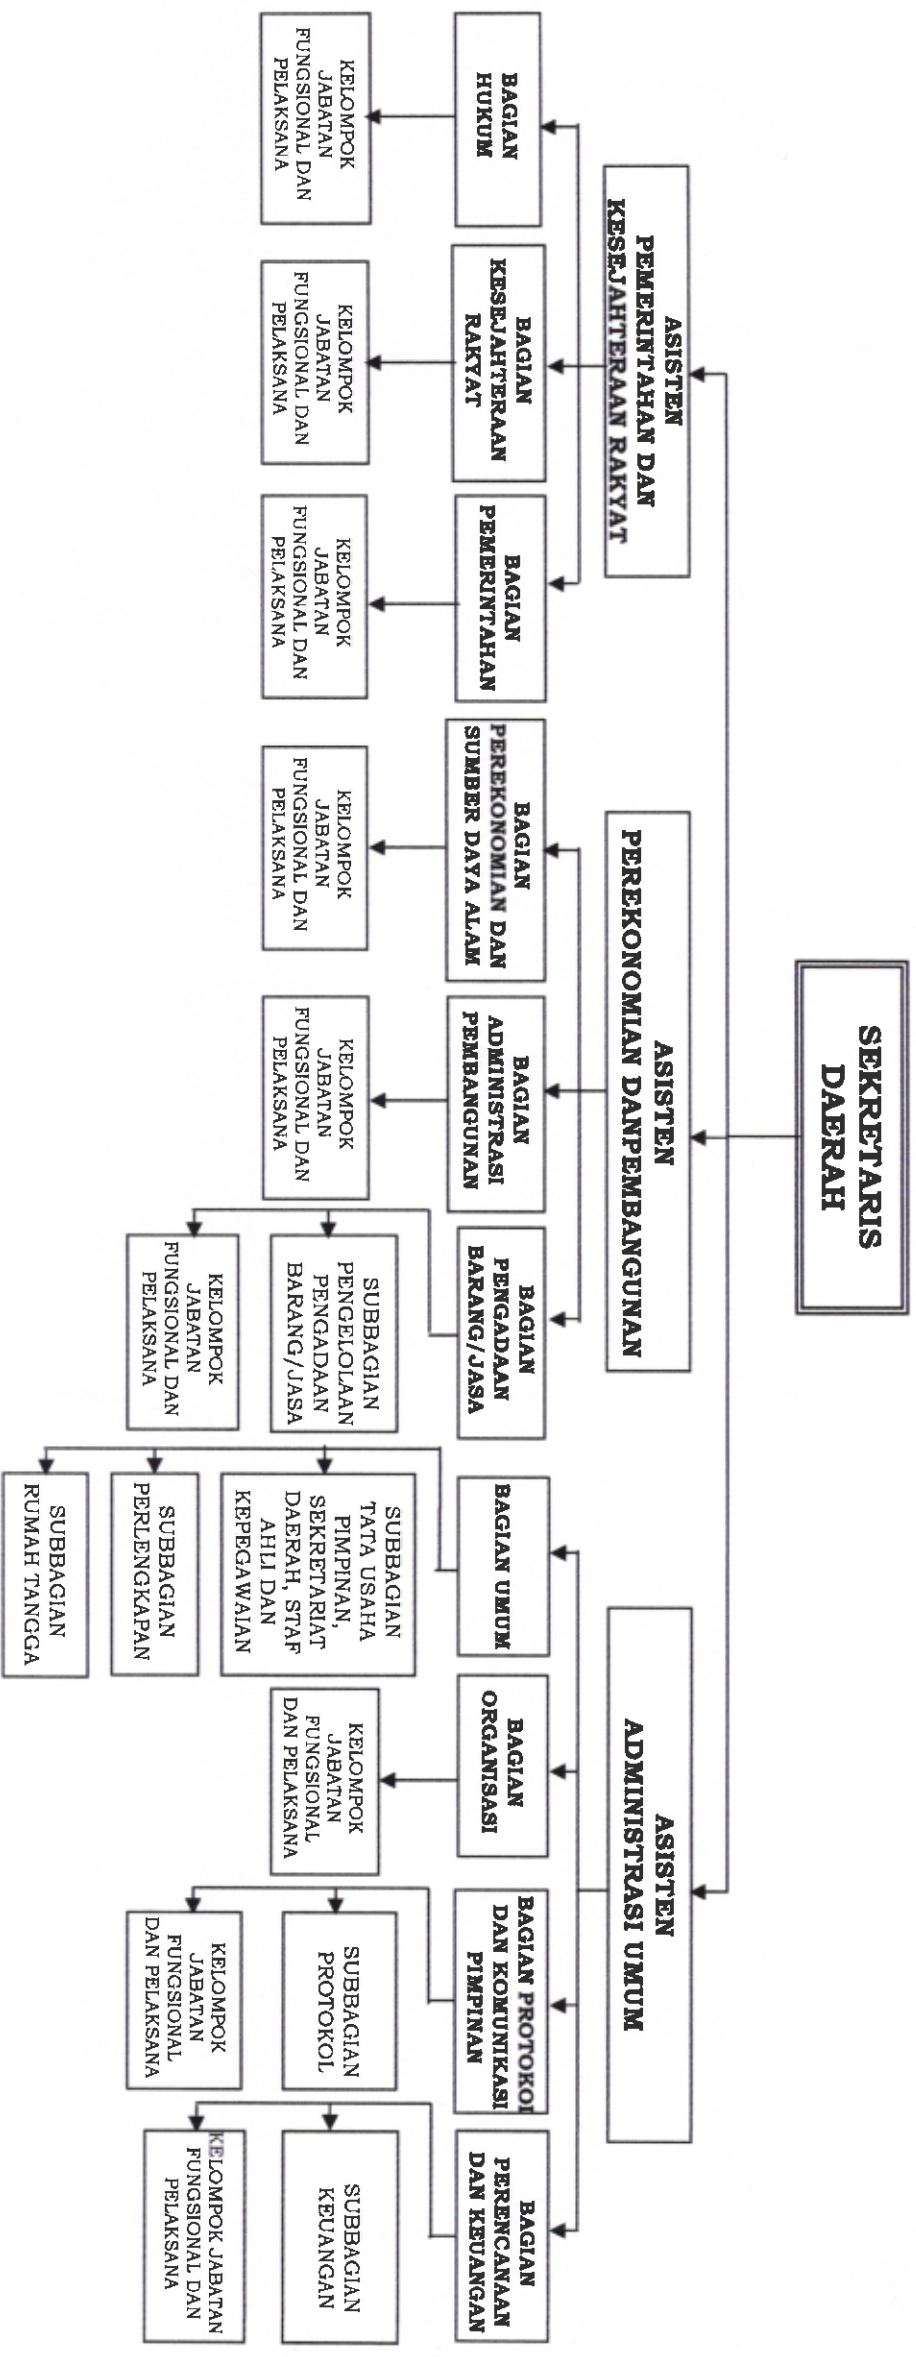 SEKRETARIS
DAERAH
ASISTEN
PEMERINTAHAN DAN
KESEJAHTERAAN RAKYAT
ASISTEN
PEREKONOMIAN DANPEMBANGUNAN
ASISTEN
ADMINISTRASI UMUM
BAGIAN
HUKUM
BAGIAN
KESEJAHTERAAN
RAKYAT
BAGIAN
PEMERINTAHAN
BAGIAN
PEREKONOMIAN DAN
SUMBER DAYA ALAM
BAGIAN
ADMINISTRASI
PEMBANGUNAN
BAGIAN
PENGADAAN
BARANG/JASA
BAGIAN UMUM
BAGIAN
ORGANISASI
BAGIAN PROTOKOL
DAN KOMUNIKASI
PIMPINAN
BAGIAN
PERENCANAAN
DAN KEUANGAN
KELOMPOK
JABATAN
FUNGSIONAL DAN
PELAKSANA
KELOMPOK
JABATAN
FUNGSIONAL DAN
PELAKSANA
KELOMPOK
JABATAN
FUNGSIONAL DAN
PELAKSANA
KELOMPOK
JABATAN
FUNGSIONAL DAN
PELAKSANA
KELOMPOK
JABATAN
FUNGSIONAL DAN
PELAKSANA
SUBBAGIAN
PENGELOLAAN
PENGADAAN
BARANG/JASA
KELOMPOK
JABATAN
FUNGSIONAL DAN
PELAKSANA
SUBBAGIAN
TATA USAHA
PIMPINAN,
SEKRETARIAT
DAERAH, STAF
AHLI DAN
KEPEGAWAIAN
SUBBAGIAN
PERLENGKAPAN
SUBBAGIAN
RUMAH TANGGA
KELOMPOK
JABATAN
FUNGSIONAL
DAN PELAKSANA
SUBBAGIAN
PROTOKOL
KELOMPOK
JABATAN
FUNGSIONAL
DAN PELAKSANA
SUBBAGIAN
KEUANGAN
KELOMPOK JABATAN
FUNGSIONAL DAN
PELAKSANA